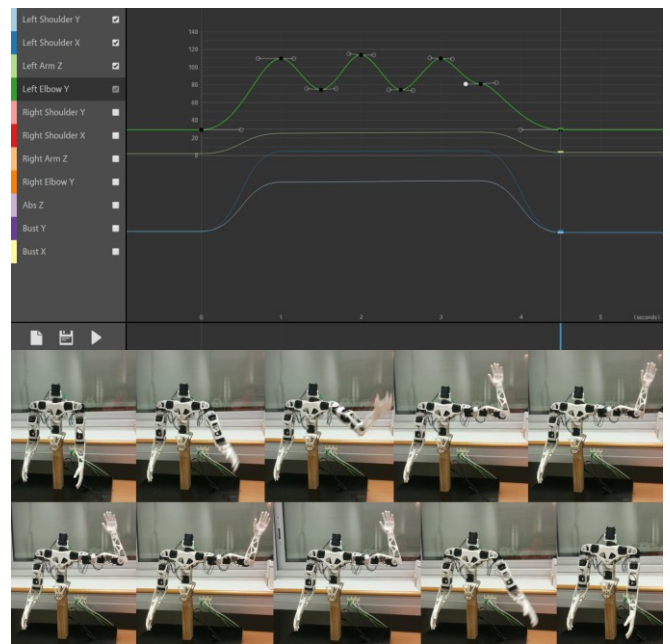 Left Shoulder Y
Left Shoulder X
Left Arm Z
Left Elbow Y
Right Shoulder Y
Right Shoulder X
Right Arm Z
Right Elbow Y
Abs Z
Bust Y
Bust X
140
120
100
80
60
40
20
0
0 1 2 3 4 5 (seconds)